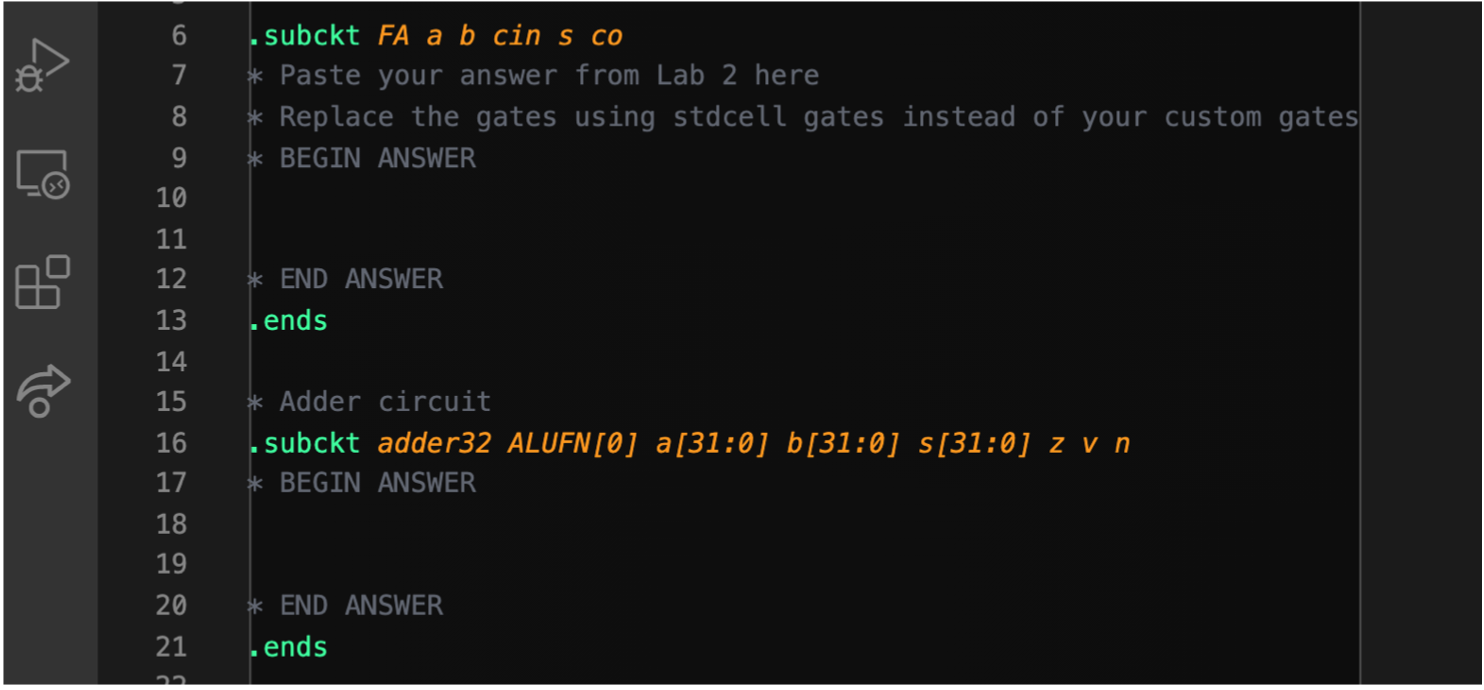 6 .subckt FA a b cin s co
7 * Paste your answer from Lab 2 here
8 * Replace the gates using stdcell gates instead of your custom gates
9 * BEGIN ANSWER
10
11
12 * END ANSWER
13 .ends
14
15 * Adder circuit
16 .subckt adder32 ALUFN[0] a[31:0] b[31:0] s[31:0] z v n
17 * BEGIN ANSWER
18
19
20 * END ANSWER
21 .ends